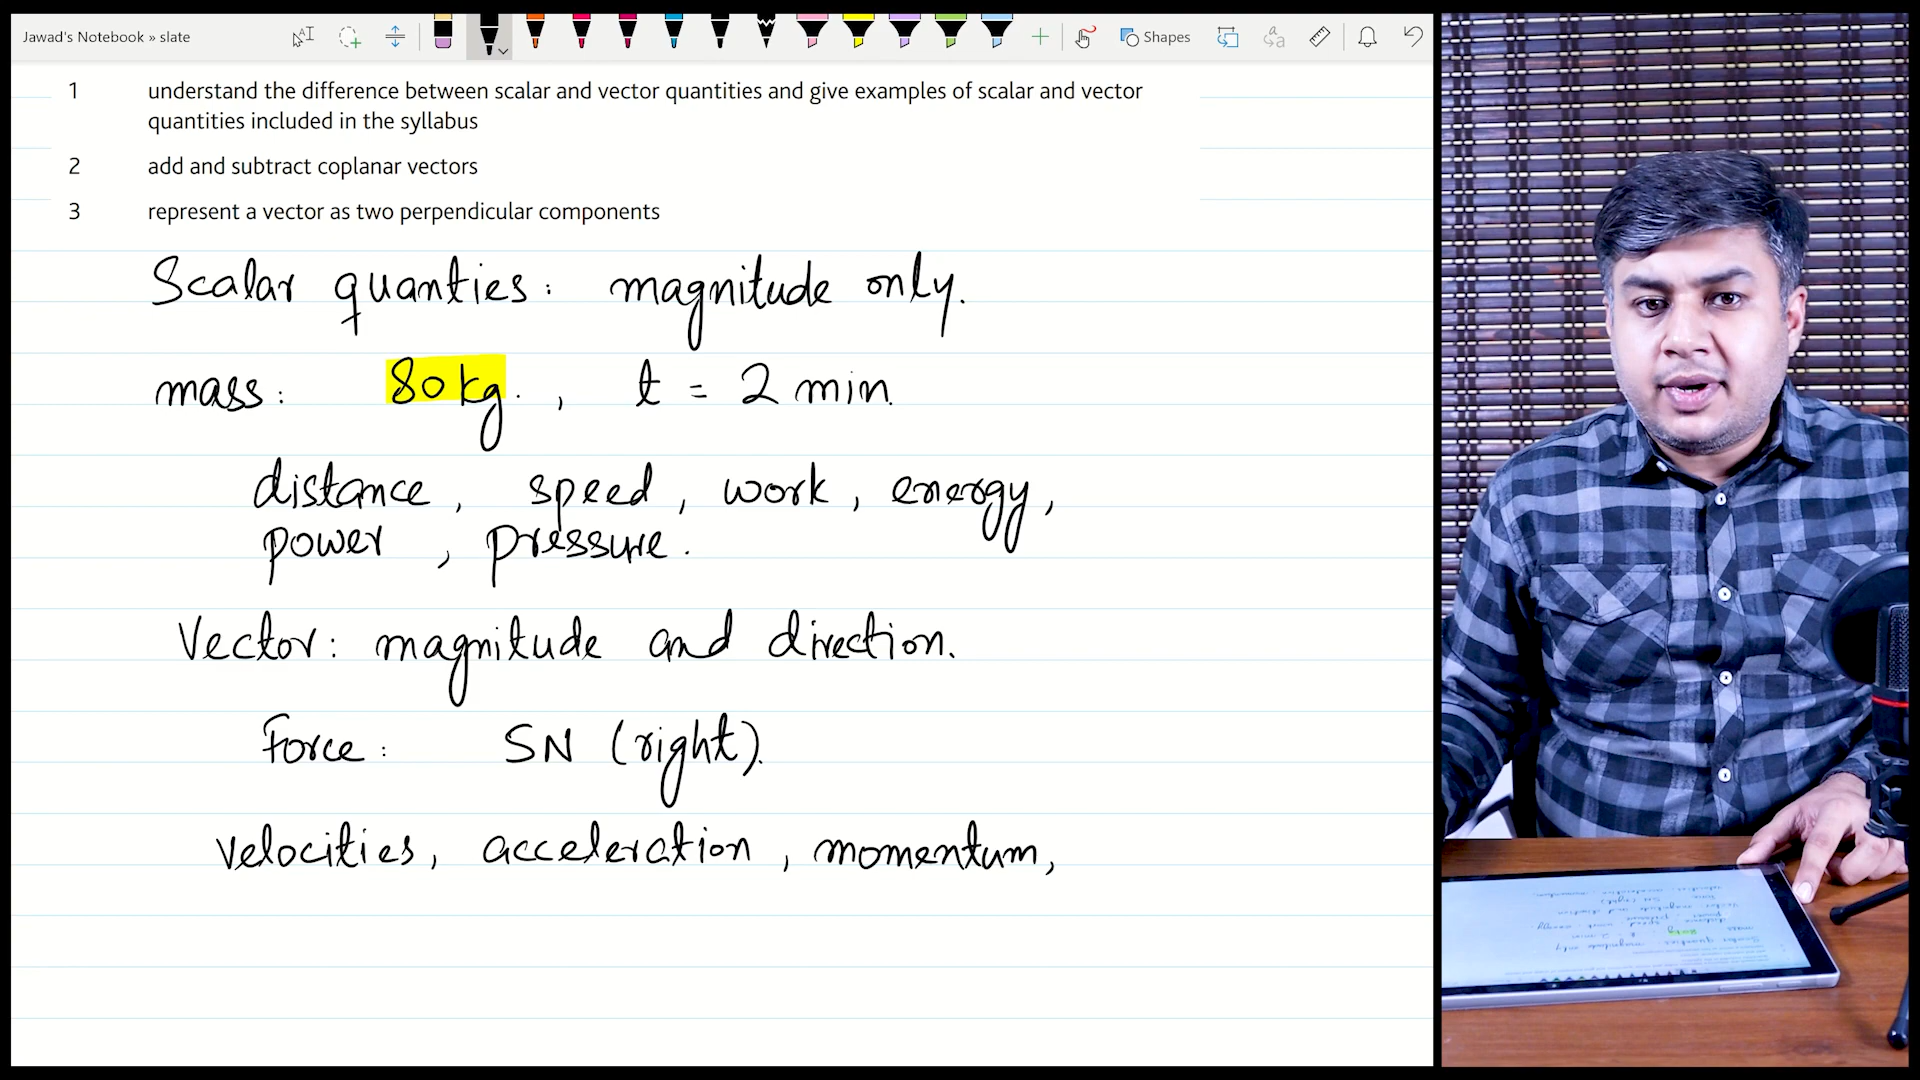 Jawad's Notebook » slate
Shapes
1 understand the difference between scalar and vector quantities and give examples of scalar and vector
quantities included in the syllabus
2 add and subtract coplanar vectors
3 represent a vector as two perpendicular components
Scalar quanties: magnitude only.
mass: 80 kg. , t = 2 min.
distance, speed, work, energy,
power, pressure.
Vector: magnitude and direction.
Force: 5N (right).
velocities, acceleration, momentum,